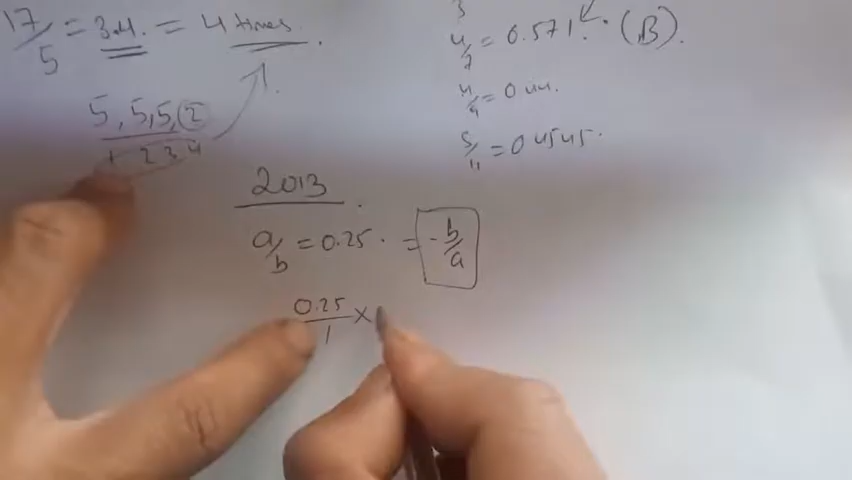 17/5 = 3.4. = 4 times.
5, 5, 5, 2
1 2 3 4
3
4/7 = 0.571. (B).
4/9 = 0.44.
5/11 = 0.4545.
2013.
a/b = 0.25. = -b/a
0.25/1 ×